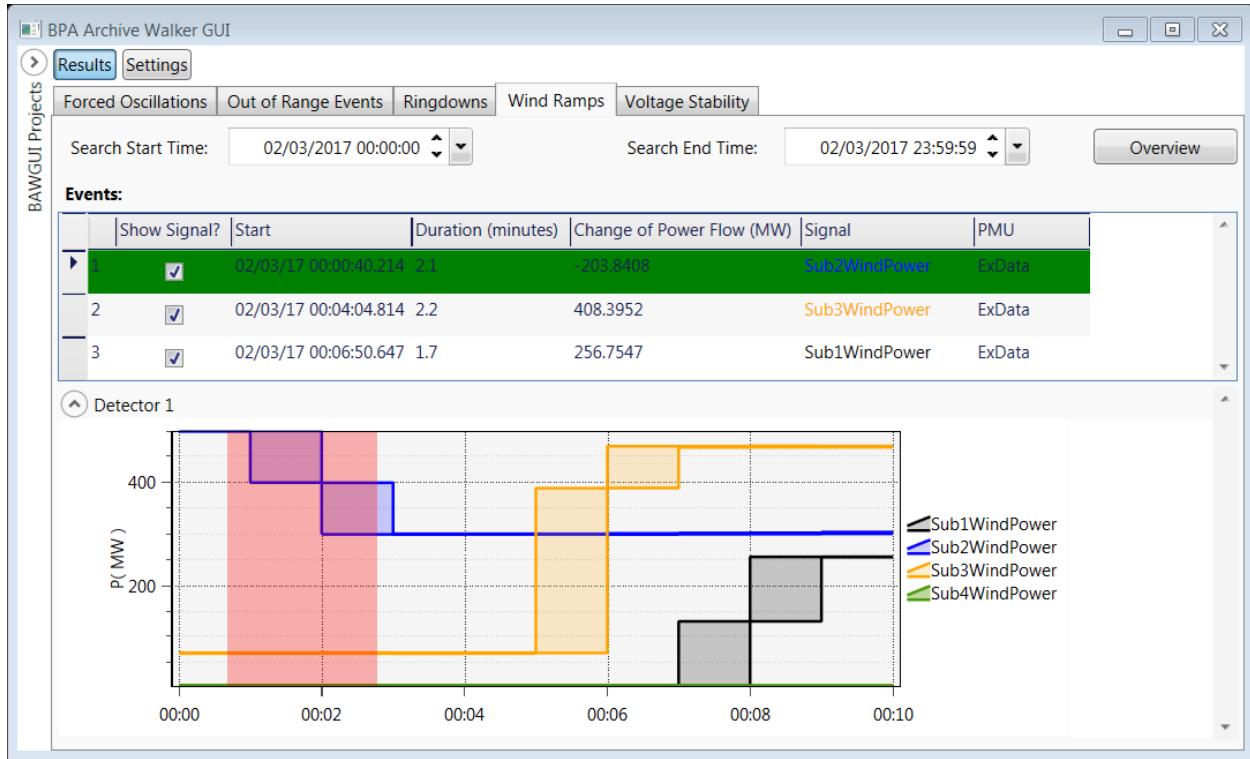 BPA Archive Walker GUI
BAWGUI Projects
Results Settings
Forced Oscillations Out of Range Events Ringdowns Wind Ramps Voltage Stability
Search Start Time: 02/03/2017 00:00:00 Search End Time: 02/03/2017 23:59:59 Overview
Events:
Show Signal? Start Duration (minutes) Change of Power Flow (MW) Signal PMU
1 02/03/17 00:00:40.214 2.1 -203.8408 Sub2WindPower ExData
2 02/03/17 00:04:04.814 2.2 408.3952 Sub3WindPower ExData
3 02/03/17 00:06:50.647 1.7 256.7547 Sub1WindPower ExData
Detector 1
400
200
P( MW )
Sub1WindPower
Sub2WindPower
Sub3WindPower
Sub4WindPower
00:00 00:02 00:04 00:06 00:08 00:10